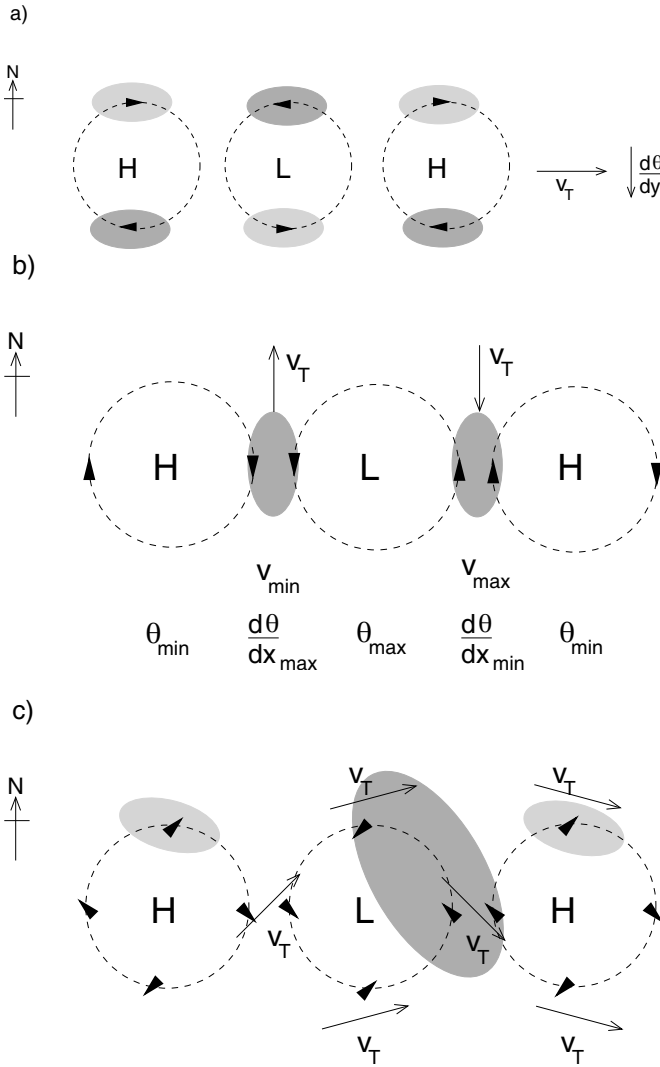 a)
N
H L H
v_T dθ/dy
b)
N
v_T v_T
H L H
v_min v_max
θ_min dθ/dx_max θ_max dθ/dx_min θ_min
c)
N
v_T v_T
H L H
v_T v_T
v_T v_T